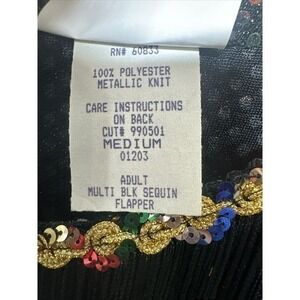 RN# 60833
100% POLYESTER
METALLIC KNIT
CARE INSTRUCTIONS
ON BACK
CUT# 990501
MEDIUM
01203
ADULT
MULTI BLK SEQUIN
FLAPPER